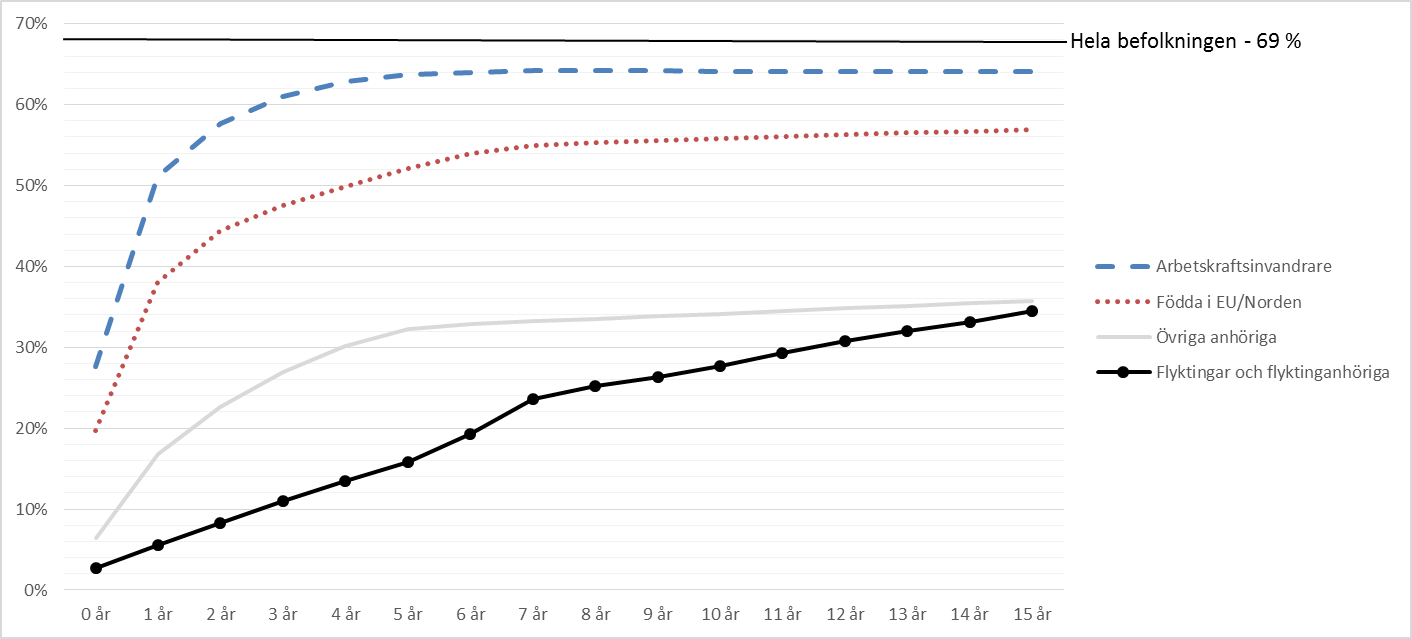 70%
Hela befolkningen - 69 %
60%
50%
40%
30%
20%
10%
0%
Arbetskraftsinvandrare
Födda i EU/Norden
Övriga anhöriga
Flyktingar och flyktinganhöriga
0 år 1 år 2 år 3 år 4 år 5 år 6 år 7 år 8 år 9 år 10 år 11 år 12 år 13 år 14 år 15 år